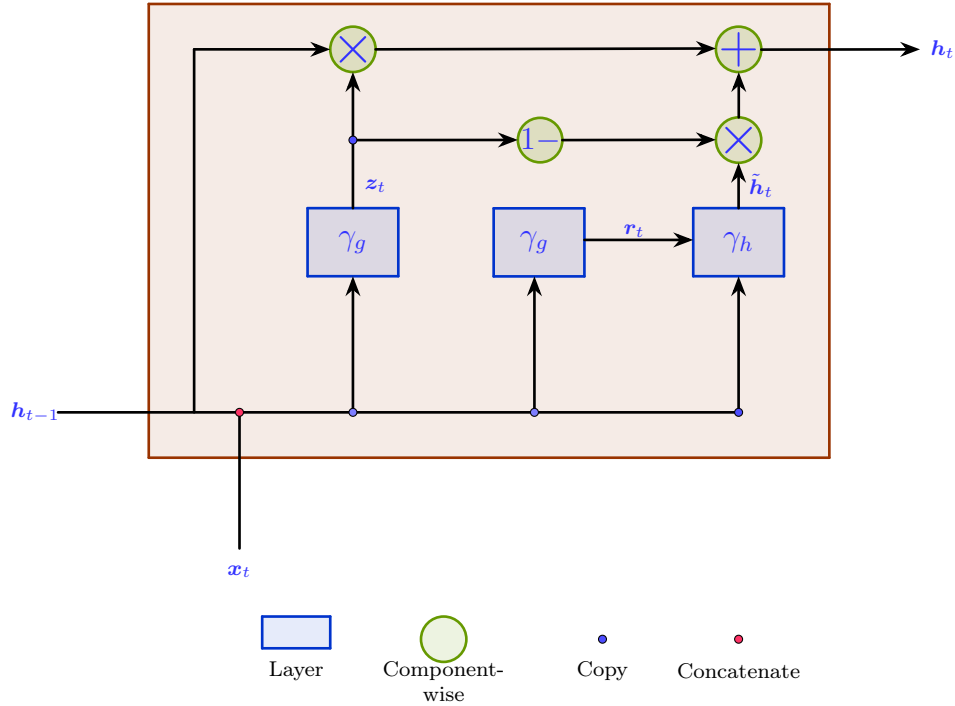 h_t
1−
z_t
h̃_t
γ_g
γ_g
r_t
γ_h
h_{t−1}
x_t
Layer
Component-
wise
Copy
Concatenate